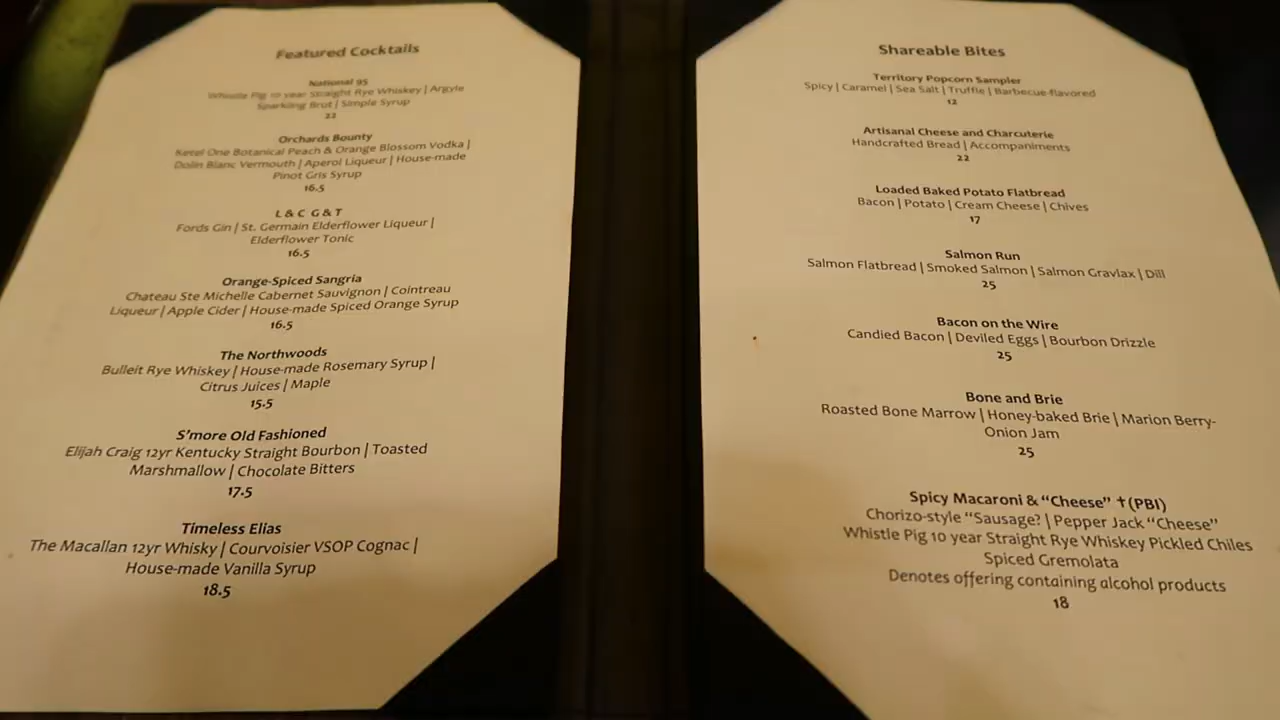 Featured Cocktails
National 95
Whistle Pig 10 year Straight Rye Whiskey | Argyle
Sparkling Brut | Simple Syrup
22
Orchards Bounty
Ketel One Botanical Peach & Orange Blossom Vodka |
Dolin Blanc Vermouth | Aperol Liqueur | House-made
Pinot Gris Syrup
16.5
L & C G & T
Fords Gin | St. Germain Elderflower Liqueur |
Elderflower Tonic
16.5
Orange-Spiced Sangria
Chateau Ste Michelle Cabernet Sauvignon | Cointreau
Liqueur | Apple Cider | House-made Spiced Orange Syrup
16.5
The Northwoods
Bulleit Rye Whiskey | House-made Rosemary Syrup |
Citrus Juices | Maple
15.5
S'more Old Fashioned
Elijah Craig 12yr Kentucky Straight Bourbon | Toasted
Marshmallow | Chocolate Bitters
17.5
Timeless Elias
The Macallan 12yr Whisky | Courvoisier VSOP Cognac |
House-made Vanilla Syrup
18.5
Shareable Bites
Territory Popcorn Sampler
Spicy | Caramel | Sea Salt | Truffle | Barbecue-flavored
12
Artisanal Cheese and Charcuterie
Handcrafted Bread | Accompaniments
22
Loaded Baked Potato Flatbread
Bacon | Potato | Cream Cheese | Chives
17
Salmon Run
Salmon Flatbread | Smoked Salmon | Salmon Gravlax | Dill
25
Bacon on the Wire
Candied Bacon | Deviled Eggs | Bourbon Drizzle
25
Bone and Brie
Roasted Bone Marrow | Honey-baked Brie | Marion Berry-
Onion Jam
25
Spicy Macaroni & "Cheese" ✝(PBI)
Chorizo-style "Sausage? | Pepper Jack "Cheese"
Whistle Pig 10 year Straight Rye Whiskey Pickled Chiles
Spiced Gremolata
Denotes offering containing alcohol products
18